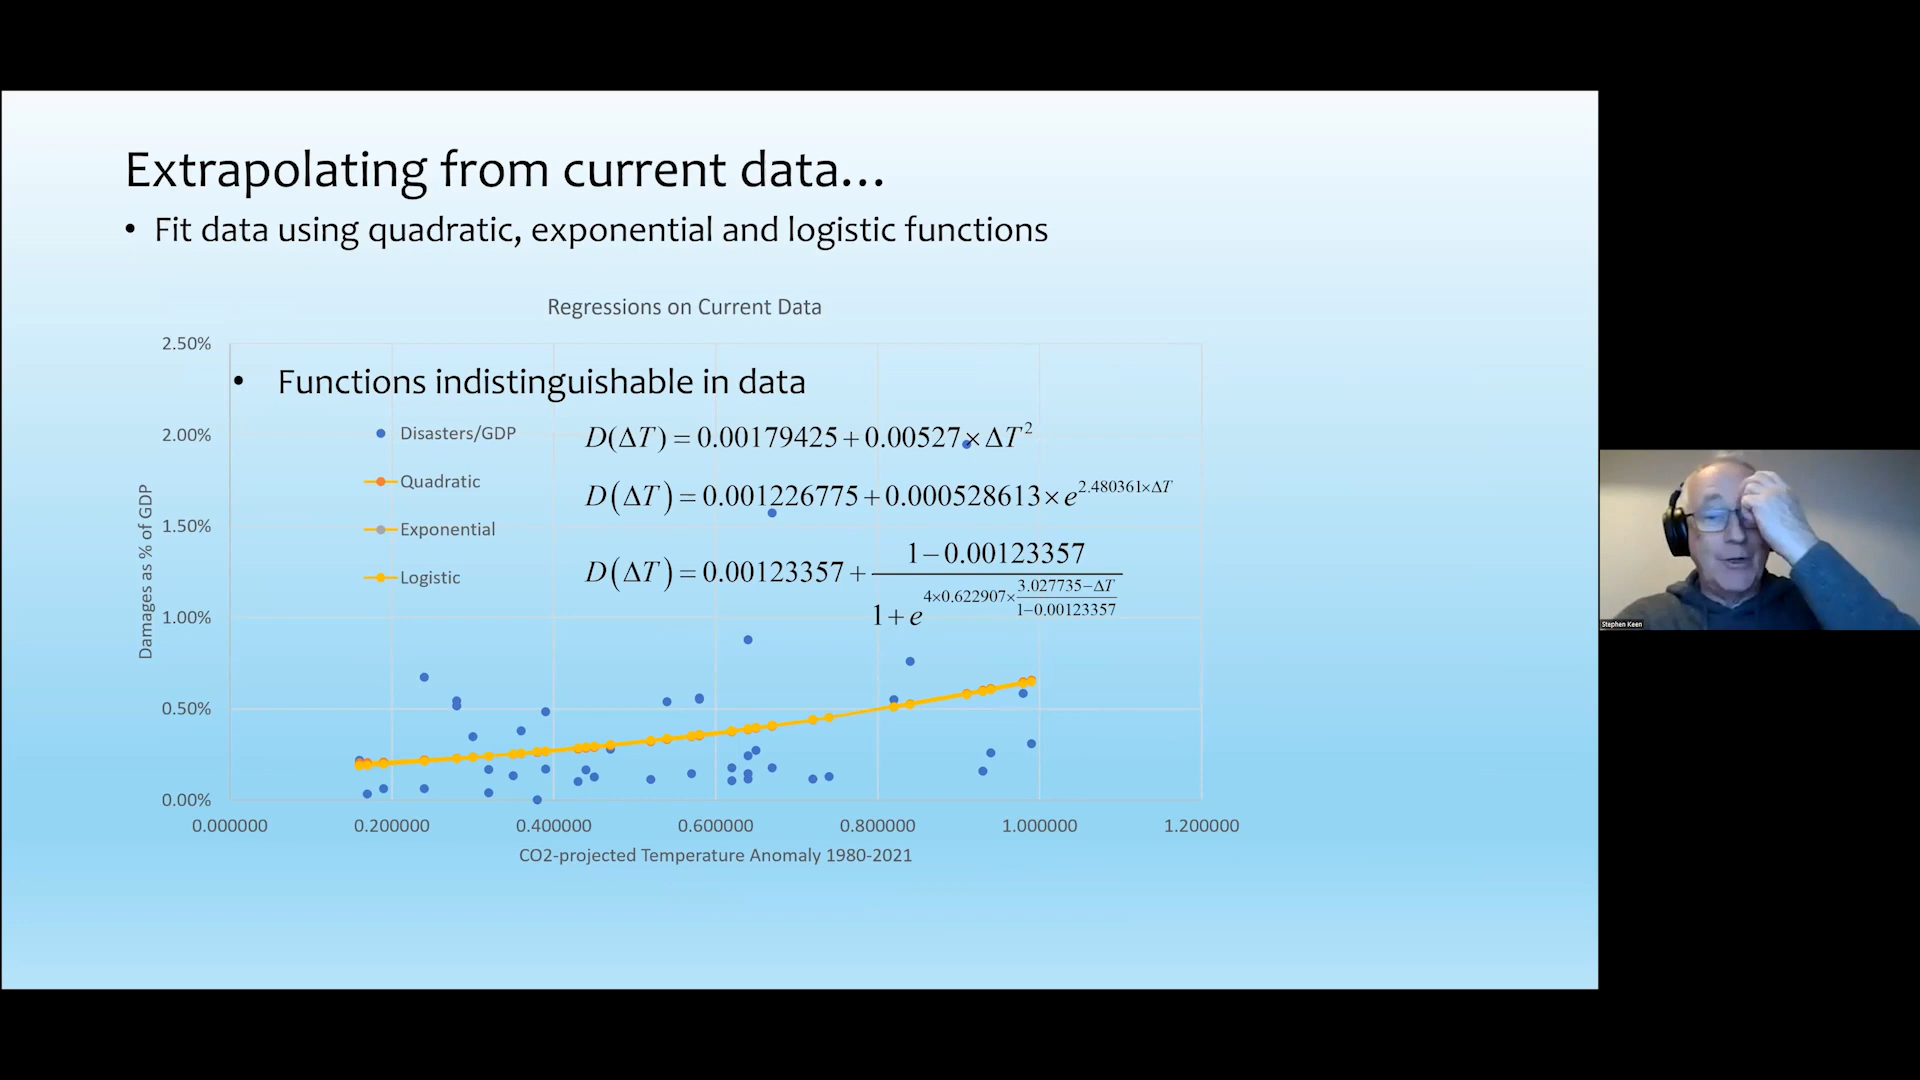 Extrapolating from current data…
• Fit data using quadratic, exponential and logistic functions
Regressions on Current Data
2.50%
• Functions indistinguishable in data
2.00%
Disasters/GDP
D(ΔT) = 0.00179425 + 0.00527 × ΔT²
Quadratic
D(ΔT) = 0.001226775 + 0.000528613 × e^(2.480361×ΔT)
1.50%
Exponential
Logistic
D(ΔT) = 0.00123357 + (1 − 0.00123357) / (1 + e^(4×0.622907×(3.027735−ΔT)/(1−0.00123357)))
1.00%
0.50%
0.00%
Damages as % of GDP
0.000000 0.200000 0.400000 0.600000 0.800000 1.000000 1.200000
CO2-projected Temperature Anomaly 1980-2021
Stephen Keen